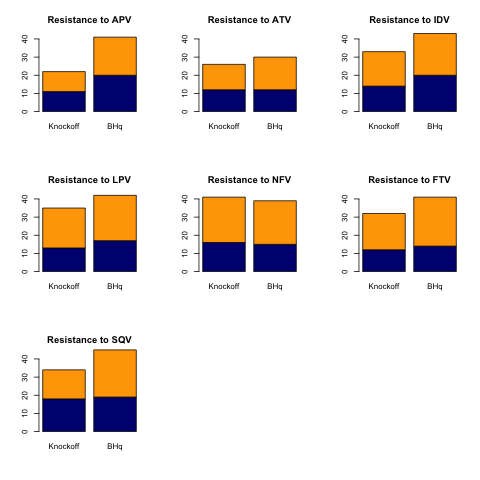 Resistance to APV
Resistance to ATV
Resistance to IDV
0 10 20 30 40
Knockoff BHq
0 10 20 30 40
Knockoff BHq
0 10 20 30 40
Knockoff BHq
Resistance to LPV
Resistance to NFV
Resistance to FTV
0 10 20 30 40
Knockoff BHq
0 10 20 30 40
Knockoff BHq
0 10 20 30 40
Knockoff BHq
Resistance to SQV
0 10 20 30 40
Knockoff BHq